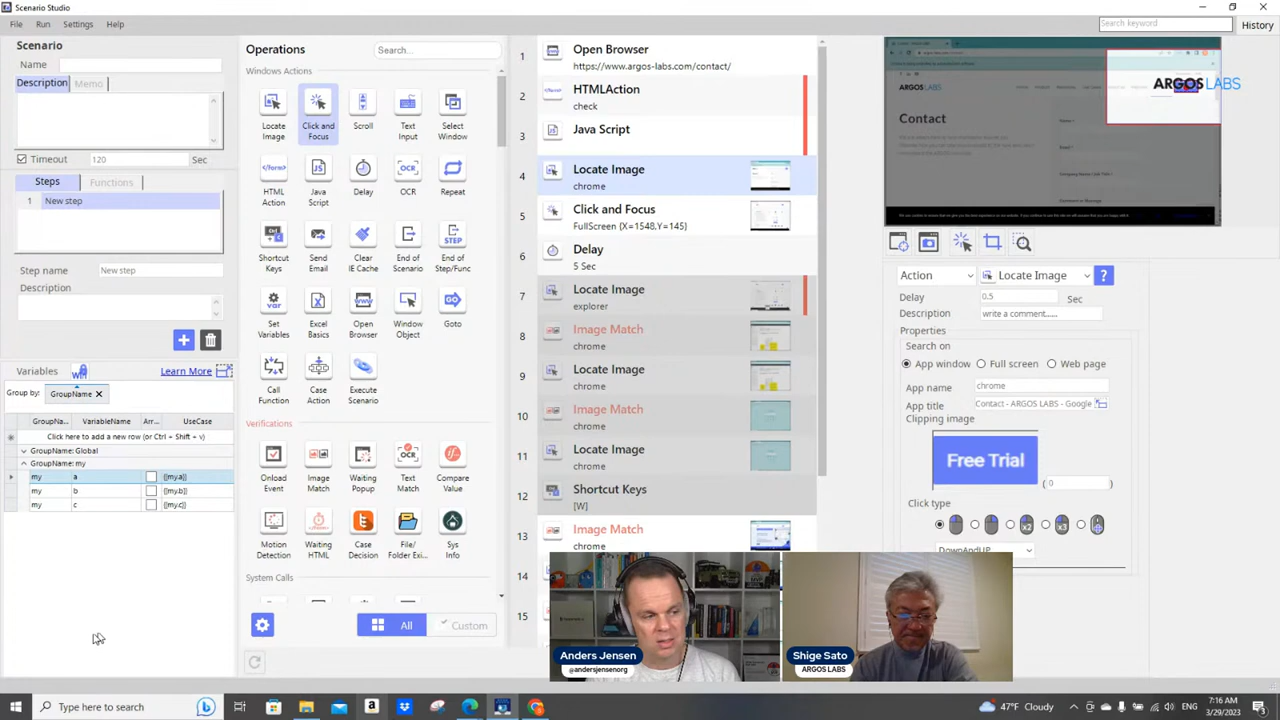 Scenario Studio
File Run Settings Help
Search keyword
History
Scenario
Name
Description Memo
Timeout 120 Sec
Steps Functions
1 New step
Step name New step
Description
Variables Learn More
Group by: GroupName
GroupN... VariableName Arr... UseCase
Click here to add a new row (or Ctrl + Shift + v)
GroupName: Global
GroupName: my
my a {{my.a}}
my b {{my.b}}
my c {{my.c}}
Operations
Search...
Windows Actions
Locate Image
Click and Focus
Scroll
Text Input
Select Window
HTML Action
Java Script
Delay
OCR
Repeat
Shortcut Keys
Send Email
Clear IE Cache
End of Scenario
End of Step/Func
Set Variables
Excel Basics
Open Browser
Window Object
Goto
Call Function
Case Action
Execute Scenario
Verifications
Onload Event
Image Match
Waiting Popup
Text Match
Compare Value
Motion Detection
Waiting HTML
Case Decision
File/ Folder Exi...
Sys Info
System Calls
All
Custom
Open Browser
https://www.argos-labs.com/contact/
2 HTMLAction
check
3 Java Script
4 Locate Image
chrome
5 Click and Focus
FullScreen (X=1548,Y=145)
6 Delay
5 Sec
7 Locate Image
explorer
8 Image Match
chrome
9 Locate Image
chrome
10 Image Match
chrome
11 Locate Image
chrome
12 Shortcut Keys
[W]
13 Image Match
chrome
14
15
ARGOS LABS
ARGOS LABS
Contact
Action Locate Image ?
Delay 0.5 Sec
Description write a comment......
Properties
Search on
App window Full screen Web page
App name chrome
App title Contact - ARGOS LABS - Google
Clipping image
Free Trial
( 0 )
Click type
DownAndUP
Anders Jensen
@andersjensenorg
Shige Sato
ARGOS LABS
Type here to search
47°F Cloudy
ENG
7:16 AM
3/29/2023